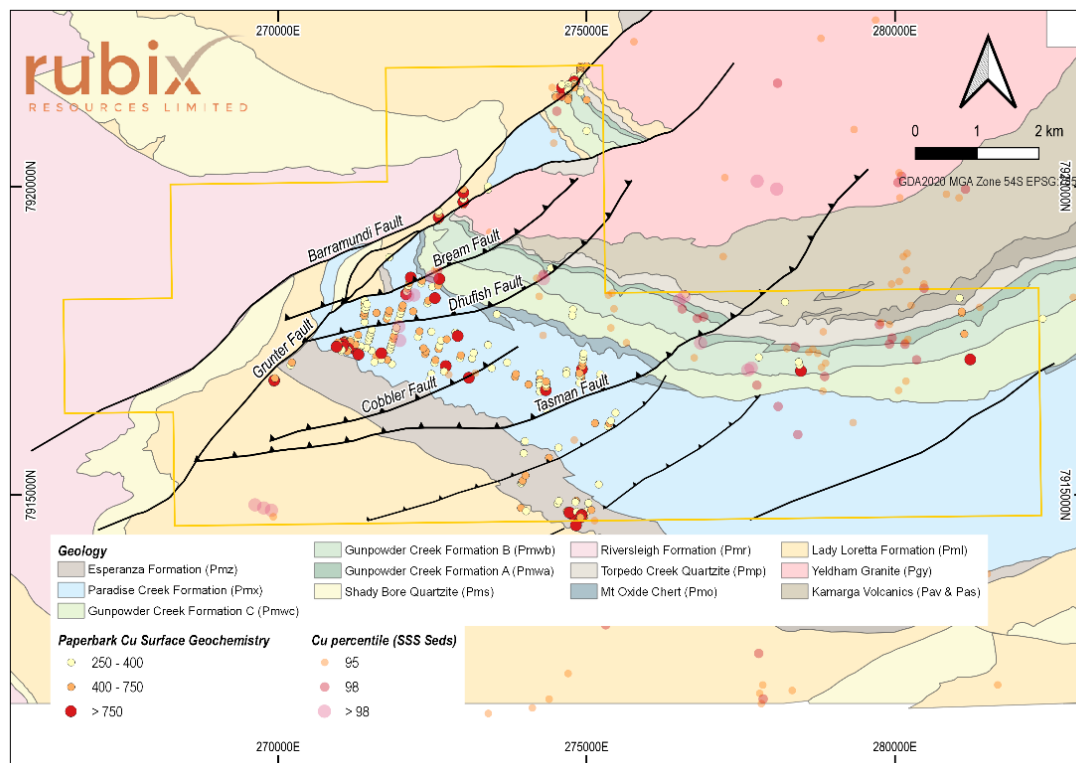 270000E 275000E 280000E
rubix
RESOURCES LIMITED
0 1 2 km
7920000N
GDA2020 MGA Zone 54S EPSG:
Barramundi Fault
Bream Fault
Dhufish Fault
Grunter Fault
Cobbler Fault
Tasman Fault
7915000N
7915000N
Geology
Esperanza Formation (Pmz)
Paradise Creek Formation (Pmx)
Gunpowder Creek Formation C (Pmwc)
Gunpowder Creek Formation B (Pmwb)
Gunpowder Creek Formation A (Pmwa)
Shady Bore Quartzite (Pms)
Riversleigh Formation (Pmr)
Torpedo Creek Quartzite (Pmp)
Mt Oxide Chert (Pmo)
Lady Loretta Formation (Pml)
Yeldham Granite (Pgy)
Kamarga Volcanics (Pav & Pas)
Paperbark Cu Surface Geochemistry
250 - 400
400 - 750
> 750
Cu percentile (SSS Seds)
95
98
> 98
270000E 275000E 280000E